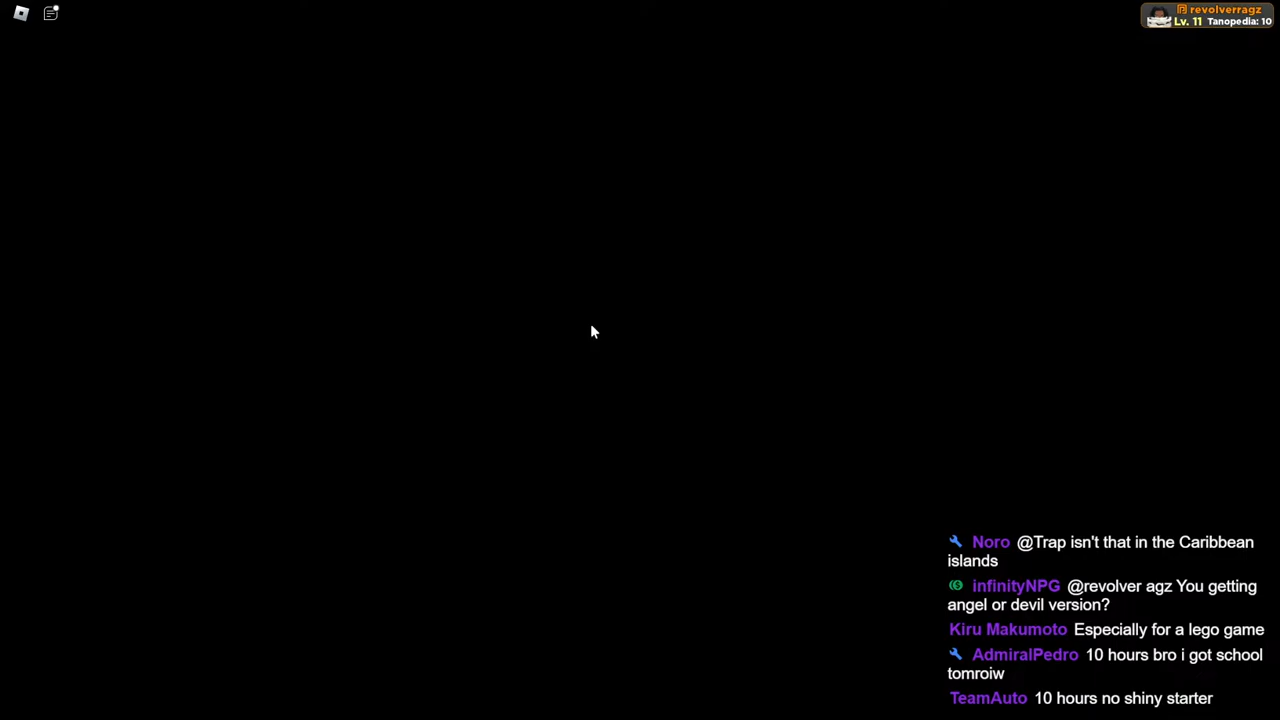 revolverragz
Lv. 11 Tanopedia: 10
Noro @Trap isn't that in the Caribbean
islands
infinityNPG @revolver agz You getting
angel or devil version?
Kiru Makumoto Especially for a lego game
AdmiralPedro 10 hours bro i got school
tomroiw
TeamAuto 10 hours no shiny starter